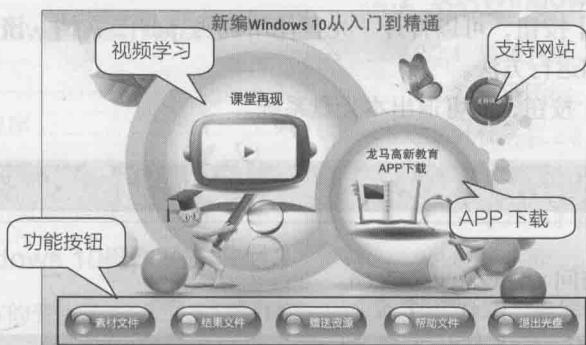 新编Windows 10从入门到精通
视频学习
支持网站
课堂再现
龙马高新教育
APP下载
APP 下载
功能按钮
素材文件
结果文件
赠送资源
帮助文件
退出光盘